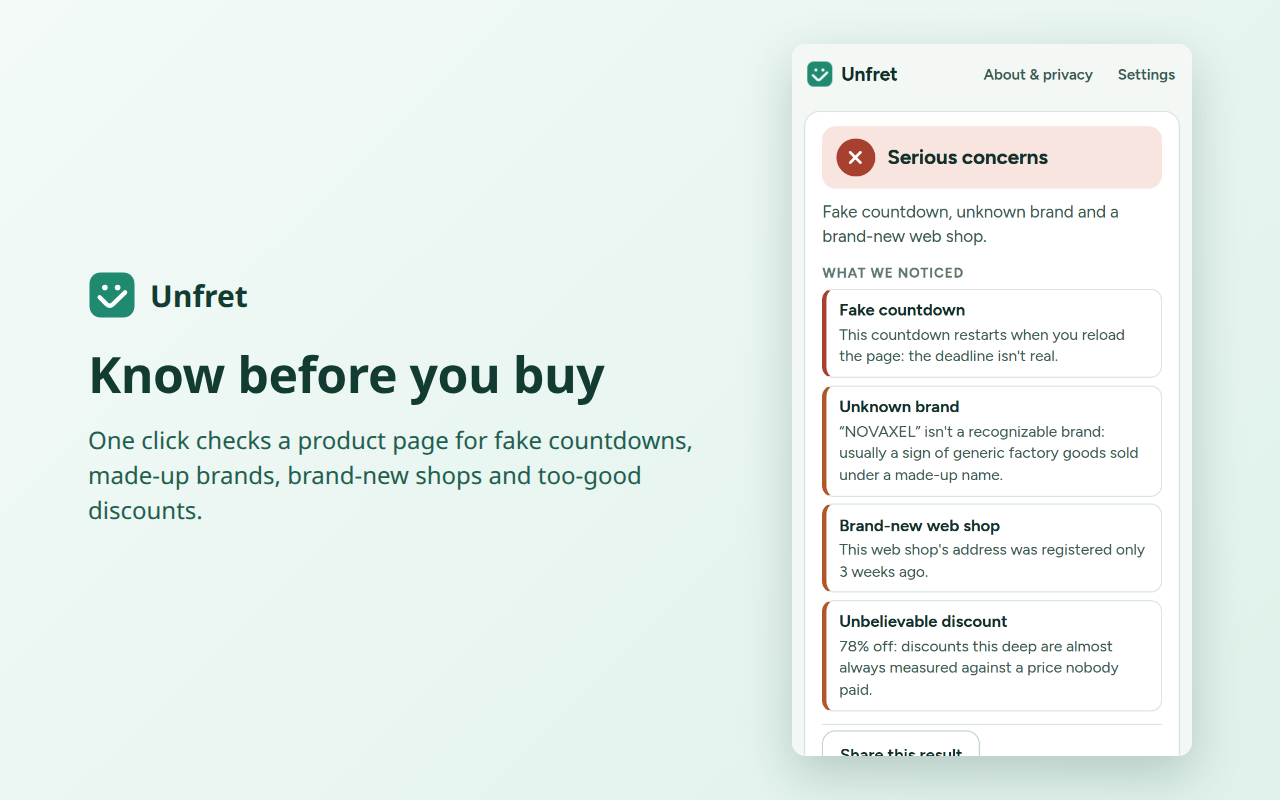 Unfret
Know before you buy
One click checks a product page for fake countdowns,
made-up brands, brand-new shops and too-good
discounts.
Unfret
About & privacy
Settings
Serious concerns
Fake countdown, unknown brand and a
brand-new web shop.
WHAT WE NOTICED
Fake countdown
This countdown restarts when you reload
the page: the deadline isn't real.
Unknown brand
“NOVAXEL” isn't a recognizable brand:
usually a sign of generic factory goods sold
under a made-up name.
Brand-new web shop
This web shop's address was registered only
3 weeks ago.
Unbelievable discount
78% off: discounts this deep are almost
always measured against a price nobody
paid.
Share this result